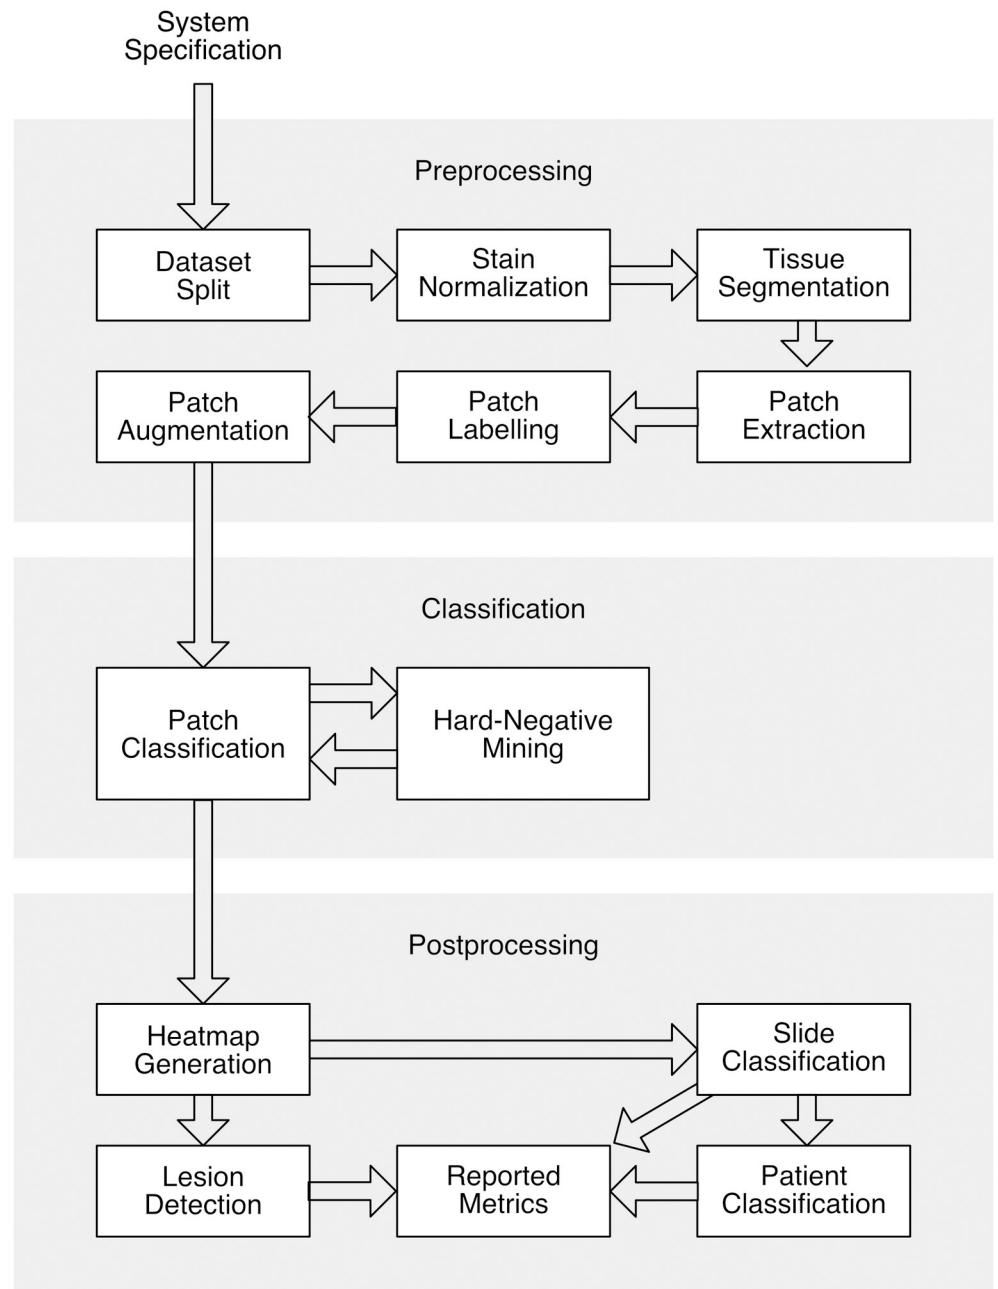 System
Specification
Preprocessing
Dataset
Split
Stain
Normalization
Tissue
Segmentation
Patch
Augmentation
Patch
Labelling
Patch
Extraction
Classification
Patch
Classification
Hard-Negative
Mining
Postprocessing
Heatmap
Generation
Slide
Classification
Lesion
Detection
Reported
Metrics
Patient
Classification